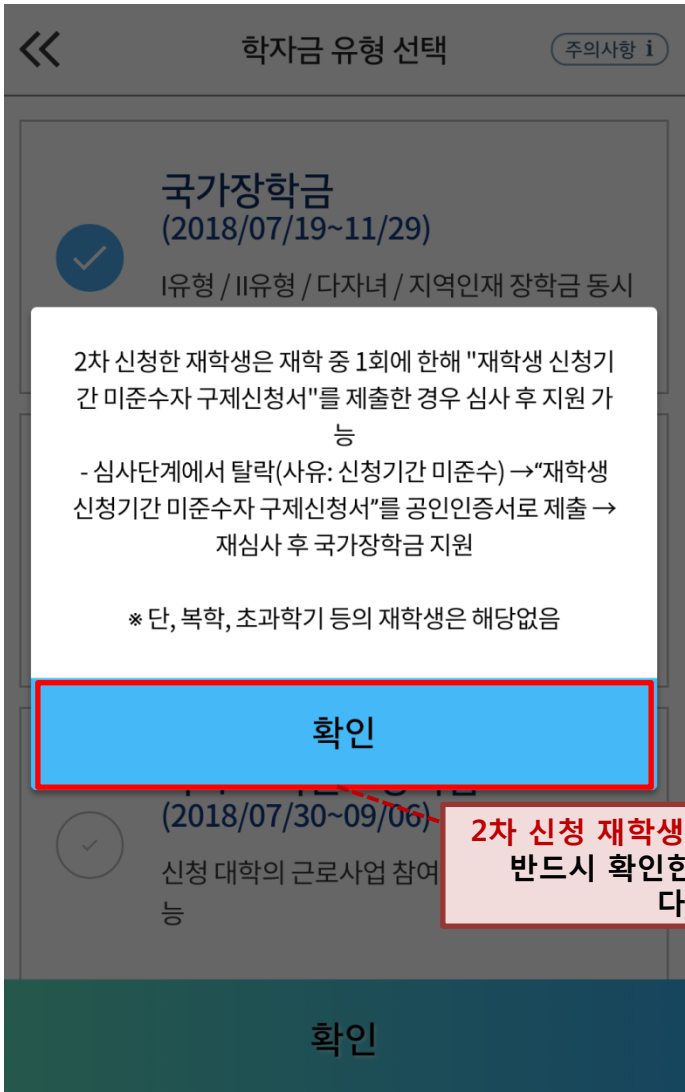 학자금 유형 선택
주의사항 i
국가장학금
(2018/07/19~11/29)
I유형 / II유형 / 다자녀 / 지역인재 장학금 동시
2차 신청한 재학생은 재학 중 1회에 한해 "재학생 신청기
간 미준수자 구제신청서"를 제출한 경우 심사 후 지원 가
능
- 심사단계에서 탈락(사유: 신청기간 미준수) →“재학생
신청기간 미준수자 구제신청서”를 공인인증서로 제출 →
재심사 후 국가장학금 지원
※ 단, 복학, 초과학기 등의 재학생은 해당없음
확인
(2018/07/30~09/06)
신청 대학의 근로사업 참여
능
2차 신청 재학생
반드시 확인한
다
확인